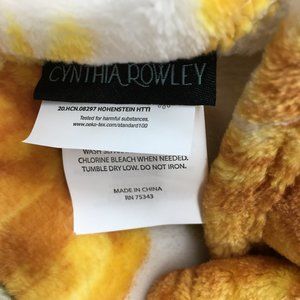 CYNTHIA ROWLEY
20.HCN.08297 HOHENSTEIN HTTI
Tested for harmful substances.
www.oeko-tex.com/standard100
WASH
CHLORINE BLEACH WHEN NEEDED.
TUMBLE DRY LOW. DO NOT IRON.
MADE IN CHINA
RN 75343